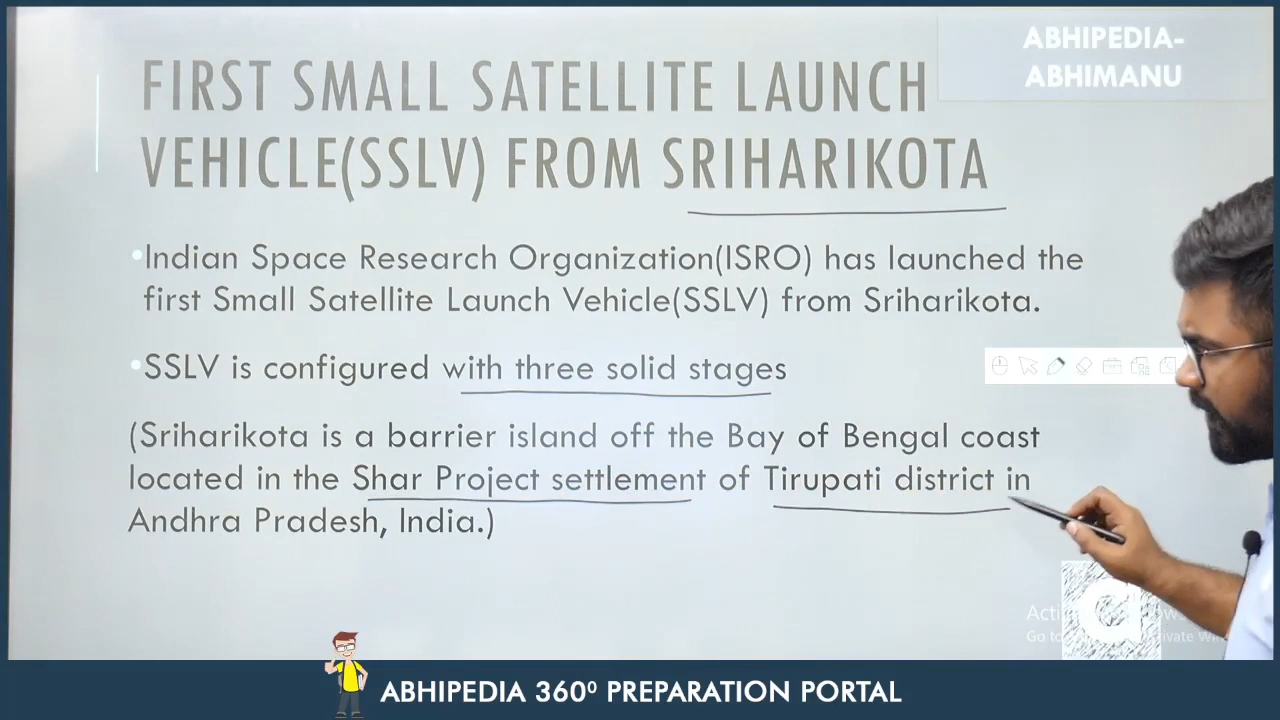 ABHIPEDIA-
ABHIMANU
FIRST SMALL SATELLITE LAUNCH
VEHICLE(SSLV) FROM SRIHARIKOTA
•Indian Space Research Organization(ISRO) has launched the
first Small Satellite Launch Vehicle(SSLV) from Sriharikota.
•SSLV is configured with three solid stages
(Sriharikota is a barrier island off the Bay of Bengal coast
located in the Shar Project settlement of Tirupati district in
Andhra Pradesh, India.)
a
Go to
ABHIPEDIA 360⁰ PREPARATION PORTAL